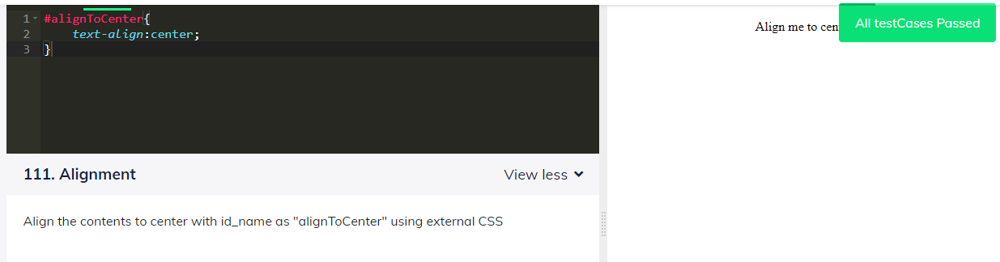 1 #alignToCenter{
2 text-align:center;
3 }
111. Alignment
View less
Align the contents to center with id_name as "alignToCenter" using external CSS
Align me to cen
All testCases Passed